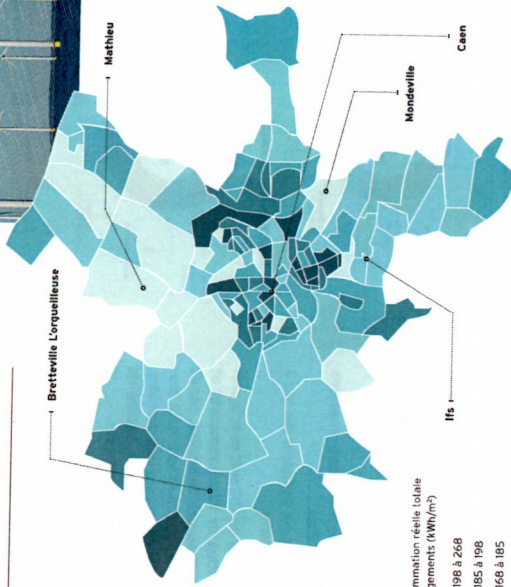 Mathieu
Bretteville L'orgueilleuse
Caen
Mondeville
Ifs
mmation réelle totale
gements (kWh/m²)
198 à 268
185 à 198
168 à 185